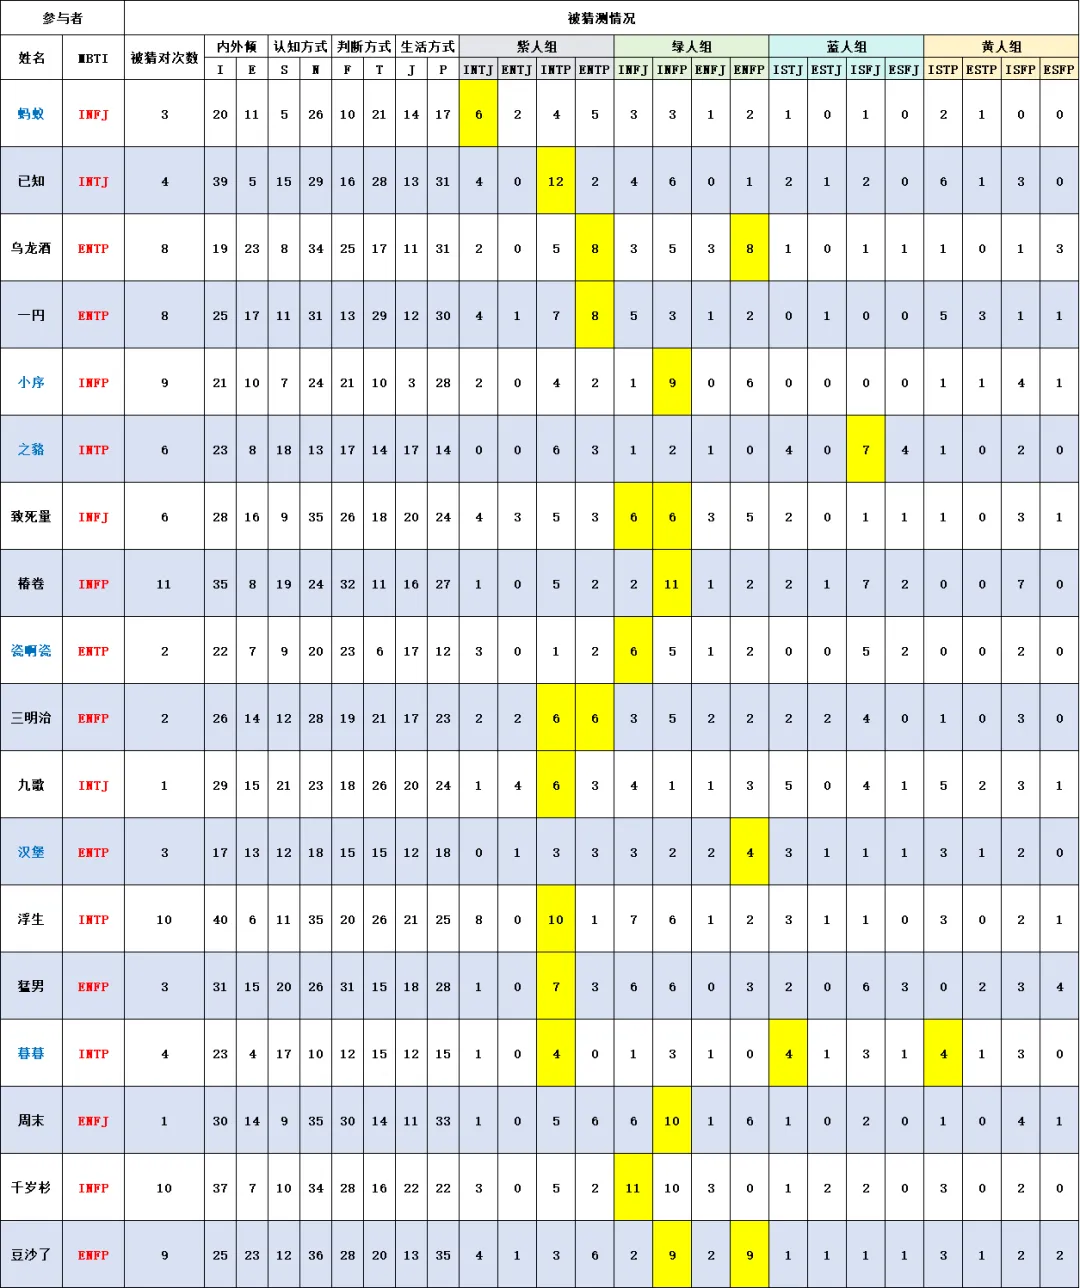 参与者 被猜测情况
姓名 MBTI 被猜对次数 内外倾 认知方式 判断方式 生活方式 紫人组 绿人组 蓝人组 黄人组
I E S N F T J P INTJ ENTJ INTP ENTP INFJ INFP ENFJ ENFP ISTJ ESTJ ISFJ ESFJ ISTP ESTP ISFP ESFP
蚂蚁 INFJ 3 20 11 5 26 10 21 14 17 6 2 4 5 3 3 1 2 1 0 1 0 2 1 0 0
已知 INTJ 4 39 5 15 29 16 28 13 31 4 0 12 2 4 6 0 1 2 1 2 0 6 1 3 0
乌龙酒 ENTP 8 19 23 8 34 25 17 11 31 2 0 5 8 3 5 3 8 1 0 1 1 1 0 1 3
一円 ENTP 8 25 17 11 31 13 29 12 30 4 1 7 8 5 3 1 2 0 1 0 0 5 3 1 1
小序 INFP 9 21 10 7 24 21 10 3 28 2 0 4 2 1 9 0 6 0 0 0 0 1 1 4 1
之貉 INTP 6 23 8 18 13 17 14 17 14 0 0 6 3 1 2 1 0 4 0 7 4 1 0 2 0
致死量 INFJ 6 28 16 9 35 26 18 20 24 4 3 5 3 6 6 3 5 2 0 1 1 1 0 3 1
椿卷 INFP 11 35 8 19 24 32 11 16 27 1 0 5 2 2 11 1 2 2 1 7 2 0 0 7 0
瓷啊瓷 ENTP 2 22 7 9 20 23 6 17 12 3 0 1 2 6 5 1 2 0 0 5 2 0 0 2 0
三明治 ENFP 2 26 14 12 28 19 21 17 23 2 2 6 6 3 5 2 2 2 2 4 0 1 0 3 0
九歌 INTJ 1 29 15 21 23 18 26 20 24 1 4 6 3 4 1 1 3 5 0 4 1 5 2 3 1
汉堡 ENTP 3 17 13 12 18 15 15 12 18 0 1 3 3 3 2 2 4 3 1 1 1 3 1 2 0
浮生 INTP 10 40 6 11 35 20 26 21 25 8 0 10 1 7 6 1 2 3 1 1 0 3 0 2 1
猛男 ENFP 3 31 15 20 26 31 15 18 28 1 0 7 3 6 6 0 3 2 0 6 3 0 2 3 4
暮暮 INTP 4 23 4 17 10 12 15 12 15 1 0 4 0 1 3 1 0 4 1 3 1 4 1 3 0
周末 ENFJ 1 30 14 9 35 30 14 11 33 1 0 5 6 6 10 1 6 1 0 2 0 1 0 4 1
千岁杉 INFP 10 37 7 10 34 28 16 22 22 3 0 5 2 11 10 3 0 1 2 2 0 3 0 2 0
豆沙了 ENFP 9 25 23 12 36 28 20 13 35 4 1 3 6 2 9 2 9 1 1 1 1 3 1 2 2